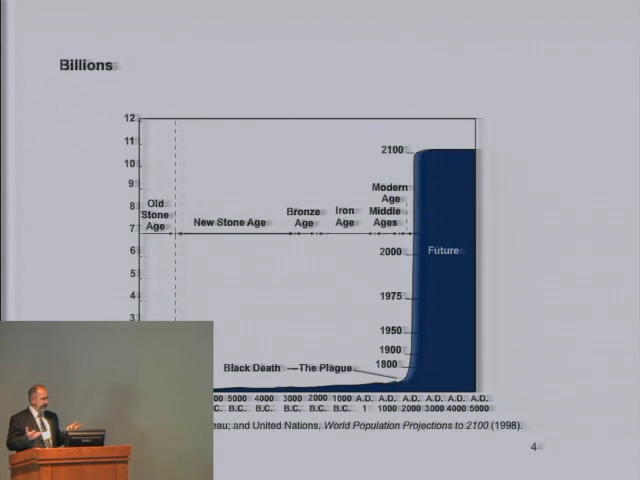 Billions
12
11
10
9
8
7
6
5
4
3
2100
Modern
Age
Old
Stone
Age
New Stone Age
Bronze
Age
Iron
Age
Middle
Ages
2000
Future
1975
1950
1900
1800
Black Death — The Plague
00 5000 4000 3000 2000 1000 A.D. A.D. A.D. A.D. A.D. A.D.
.C. B.C. B.C. B.C. B.C. B.C. 1 1000 2000 3000 4000 5000
eau; and United Nations, World Population Projections to 2100 (1998).
4